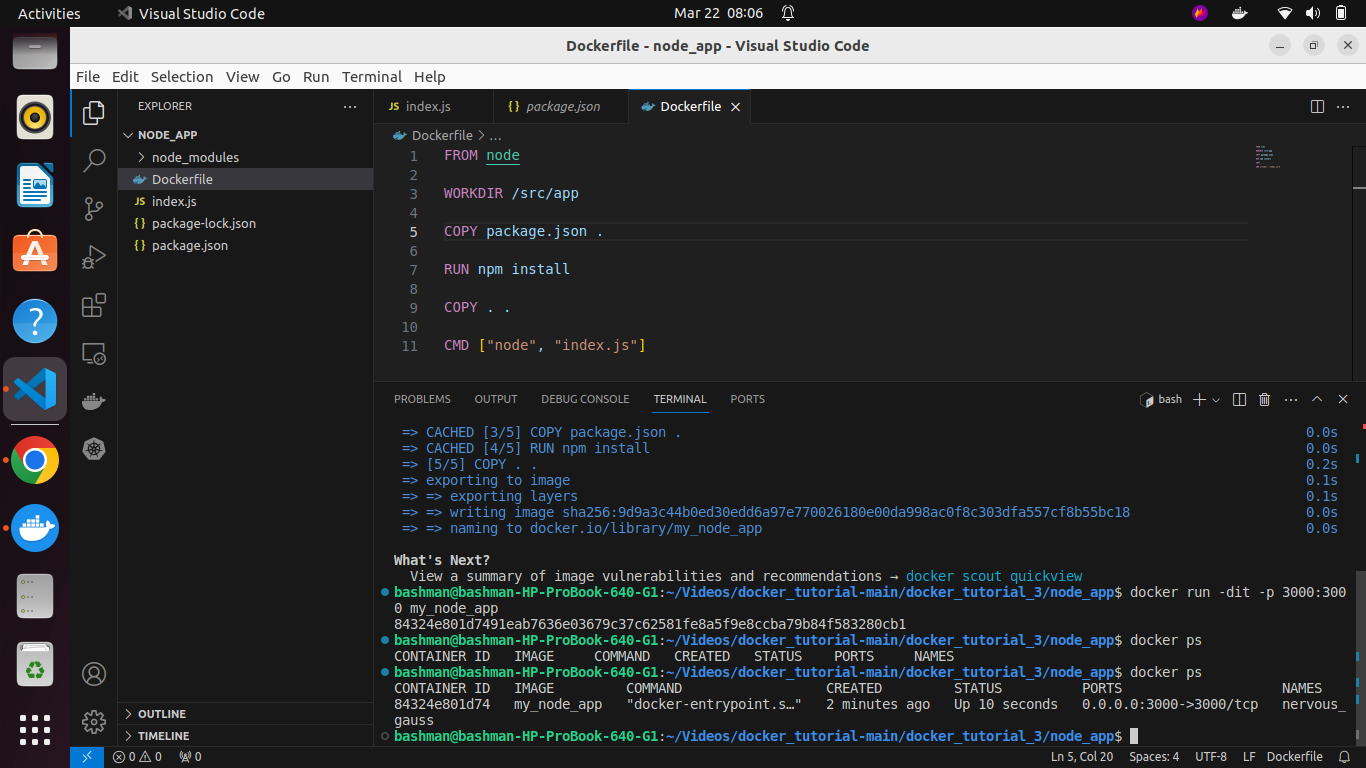 Activities
Visual Studio Code
Mar 22 08:06
Dockerfile - node_app - Visual Studio Code
File Edit Selection View Go Run Terminal Help
EXPLORER
NODE_APP
node_modules
Dockerfile
JS index.js
{} package-lock.json
{} package.json
OUTLINE
TIMELINE
JS index.js
{} package.json
Dockerfile
Dockerfile > ...
1 FROM node
2
3 WORKDIR /src/app
4
5 COPY package.json .
6
7 RUN npm install
8
9 COPY . .
10
11 CMD ["node", "index.js"]
PROBLEMS OUTPUT DEBUG CONSOLE TERMINAL PORTS
bash
=> CACHED [3/5] COPY package.json . 0.0s
=> CACHED [4/5] RUN npm install 0.0s
=> [5/5] COPY . . 0.2s
=> exporting to image 0.1s
=> => exporting layers 0.1s
=> => writing image sha256:9d9a3c44b0ed30edd6a97e770026180e00da998ac0f8c303dfa557cf8b55bc18 0.0s
=> => naming to docker.io/library/my_node_app 0.0s
What's Next?
View a summary of image vulnerabilities and recommendations → docker scout quickview
bashman@bashman-HP-ProBook-640-G1:~/Videos/docker_tutorial-main/docker_tutorial_3/node_app$ docker run -dit -p 3000:300
0 my_node_app
84324e801d7491eab7636e03679c37c62581fe8a5f9e8ccba79b84f583280cb1
bashman@bashman-HP-ProBook-640-G1:~/Videos/docker_tutorial-main/docker_tutorial_3/node_app$ docker ps
CONTAINER ID IMAGE COMMAND CREATED STATUS PORTS NAMES
bashman@bashman-HP-ProBook-640-G1:~/Videos/docker_tutorial-main/docker_tutorial_3/node_app$ docker ps
CONTAINER ID IMAGE COMMAND CREATED STATUS PORTS NAMES
84324e801d74 my_node_app "docker-entrypoint.s…" 2 minutes ago Up 10 seconds 0.0.0.0:3000->3000/tcp nervous_
gauss
bashman@bashman-HP-ProBook-640-G1:~/Videos/docker_tutorial-main/docker_tutorial_3/node_app$
0 0 0
Ln 5, Col 20 Spaces: 4 UTF-8 LF Dockerfile